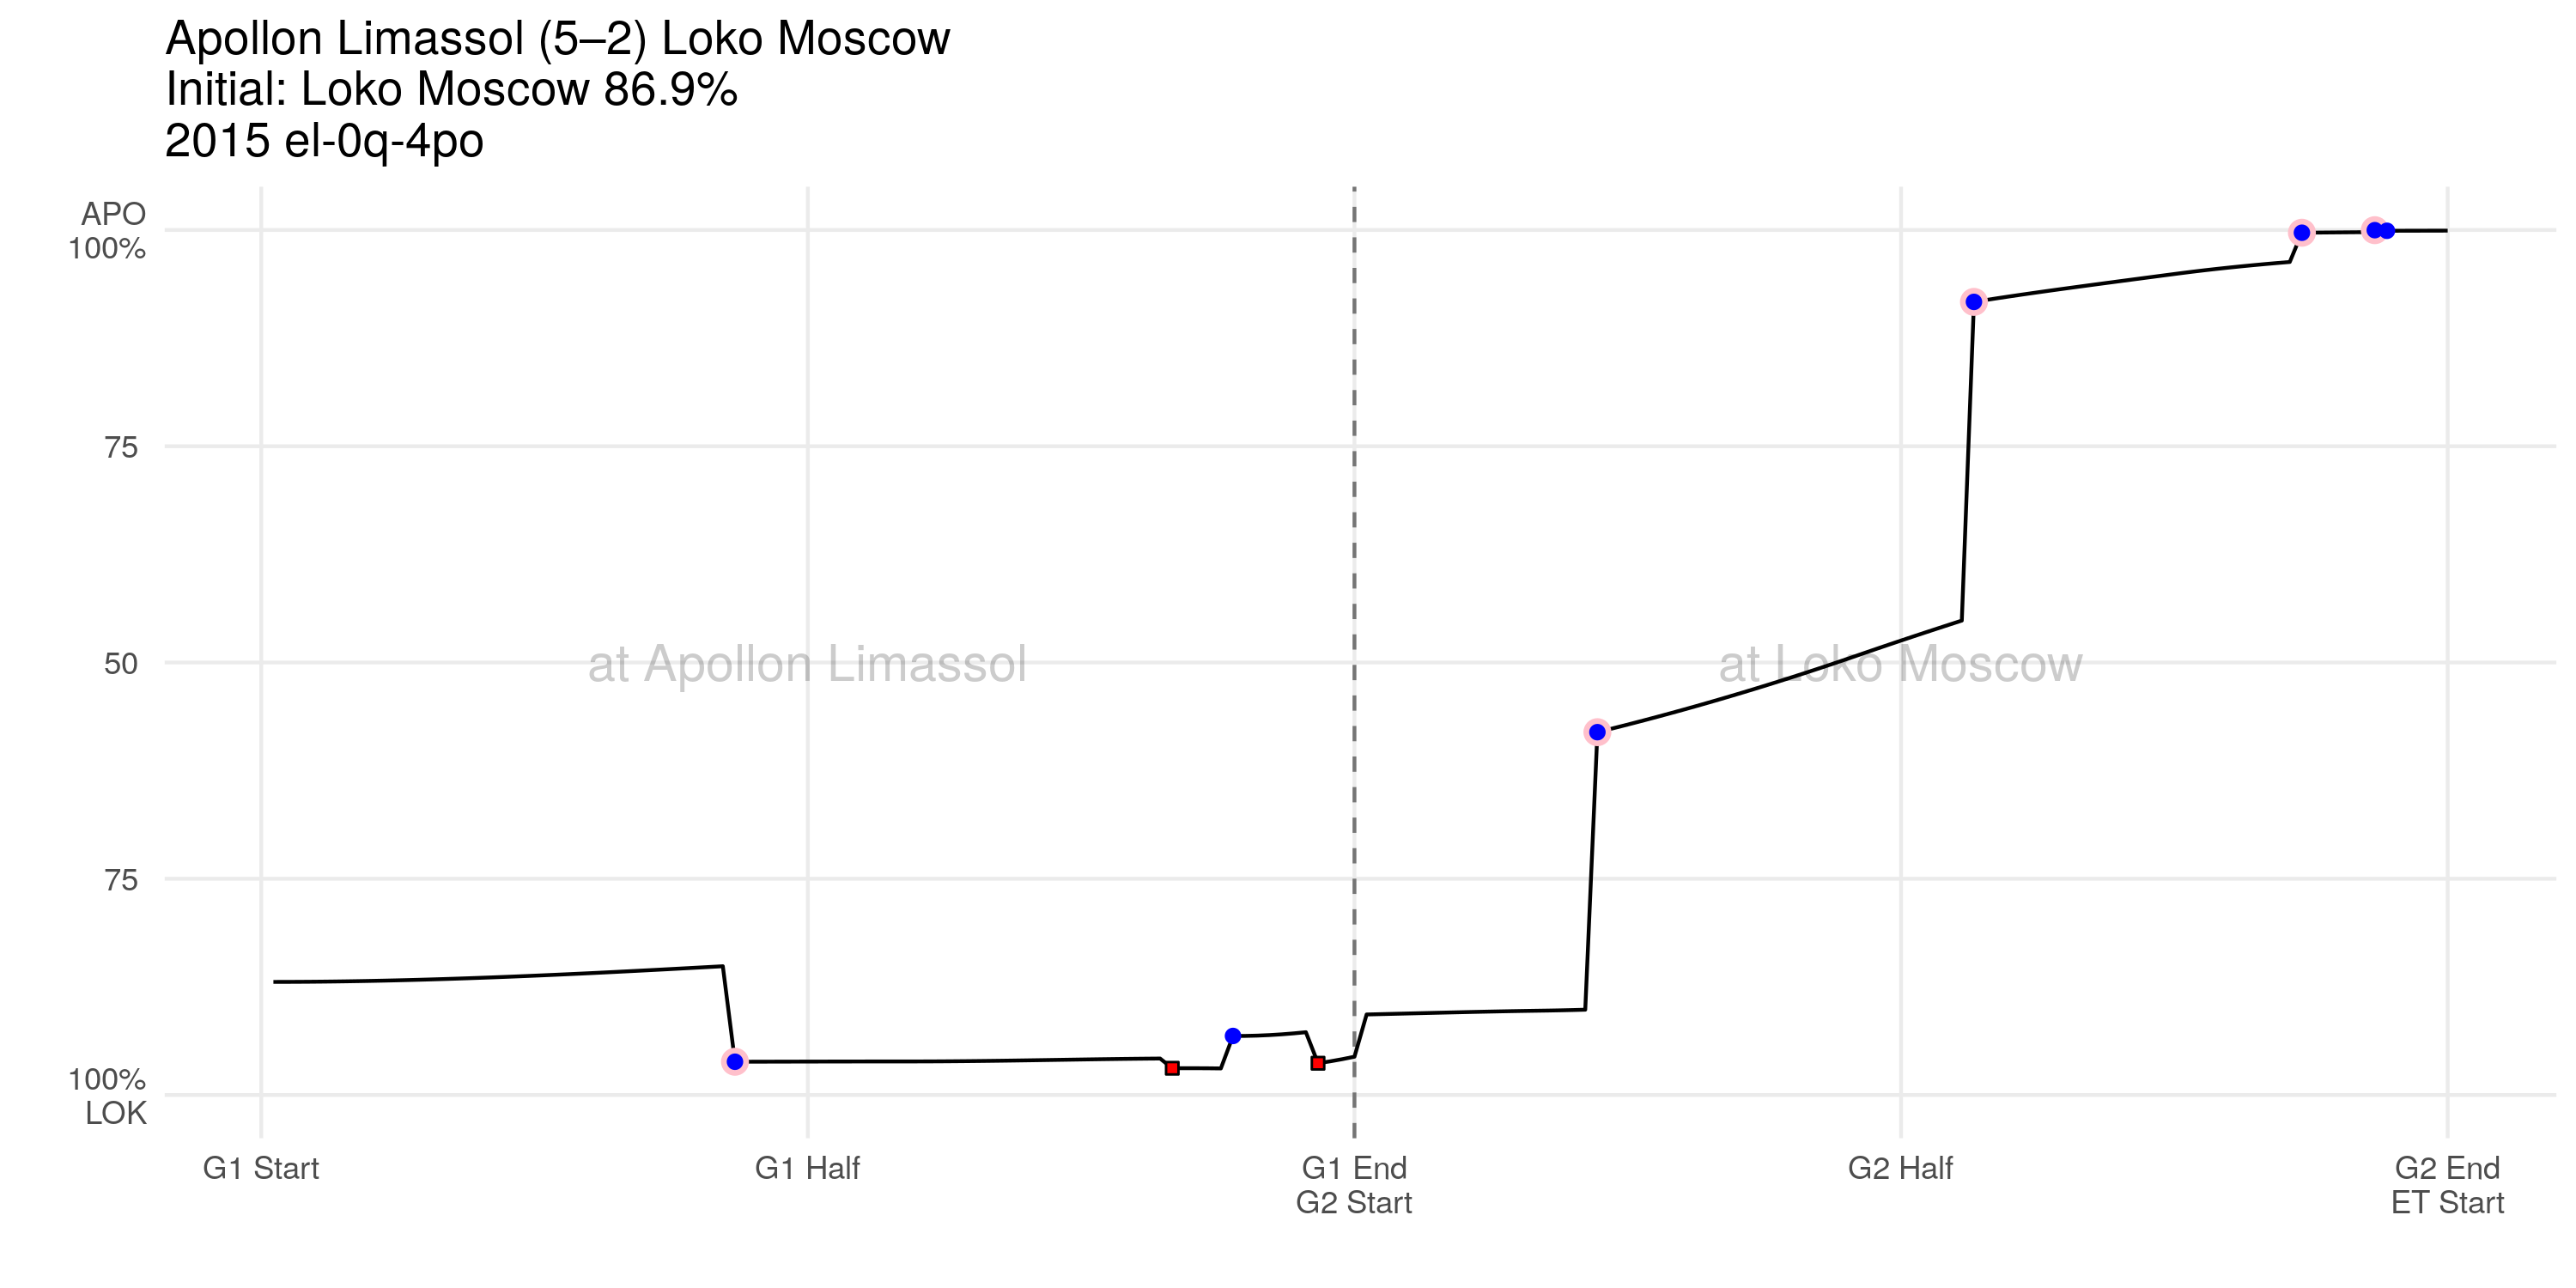 Apollon Limassol (5–2) Loko Moscow
Initial: Loko Moscow 86.9%
2015 el-0q-4po
APO
100%
75
50
75
100%
LOK
at Apollon Limassol
at Loko Moscow
G1 Start
G1 Half
G1 End
G2 Start
G2 Half
G2 End
ET Start